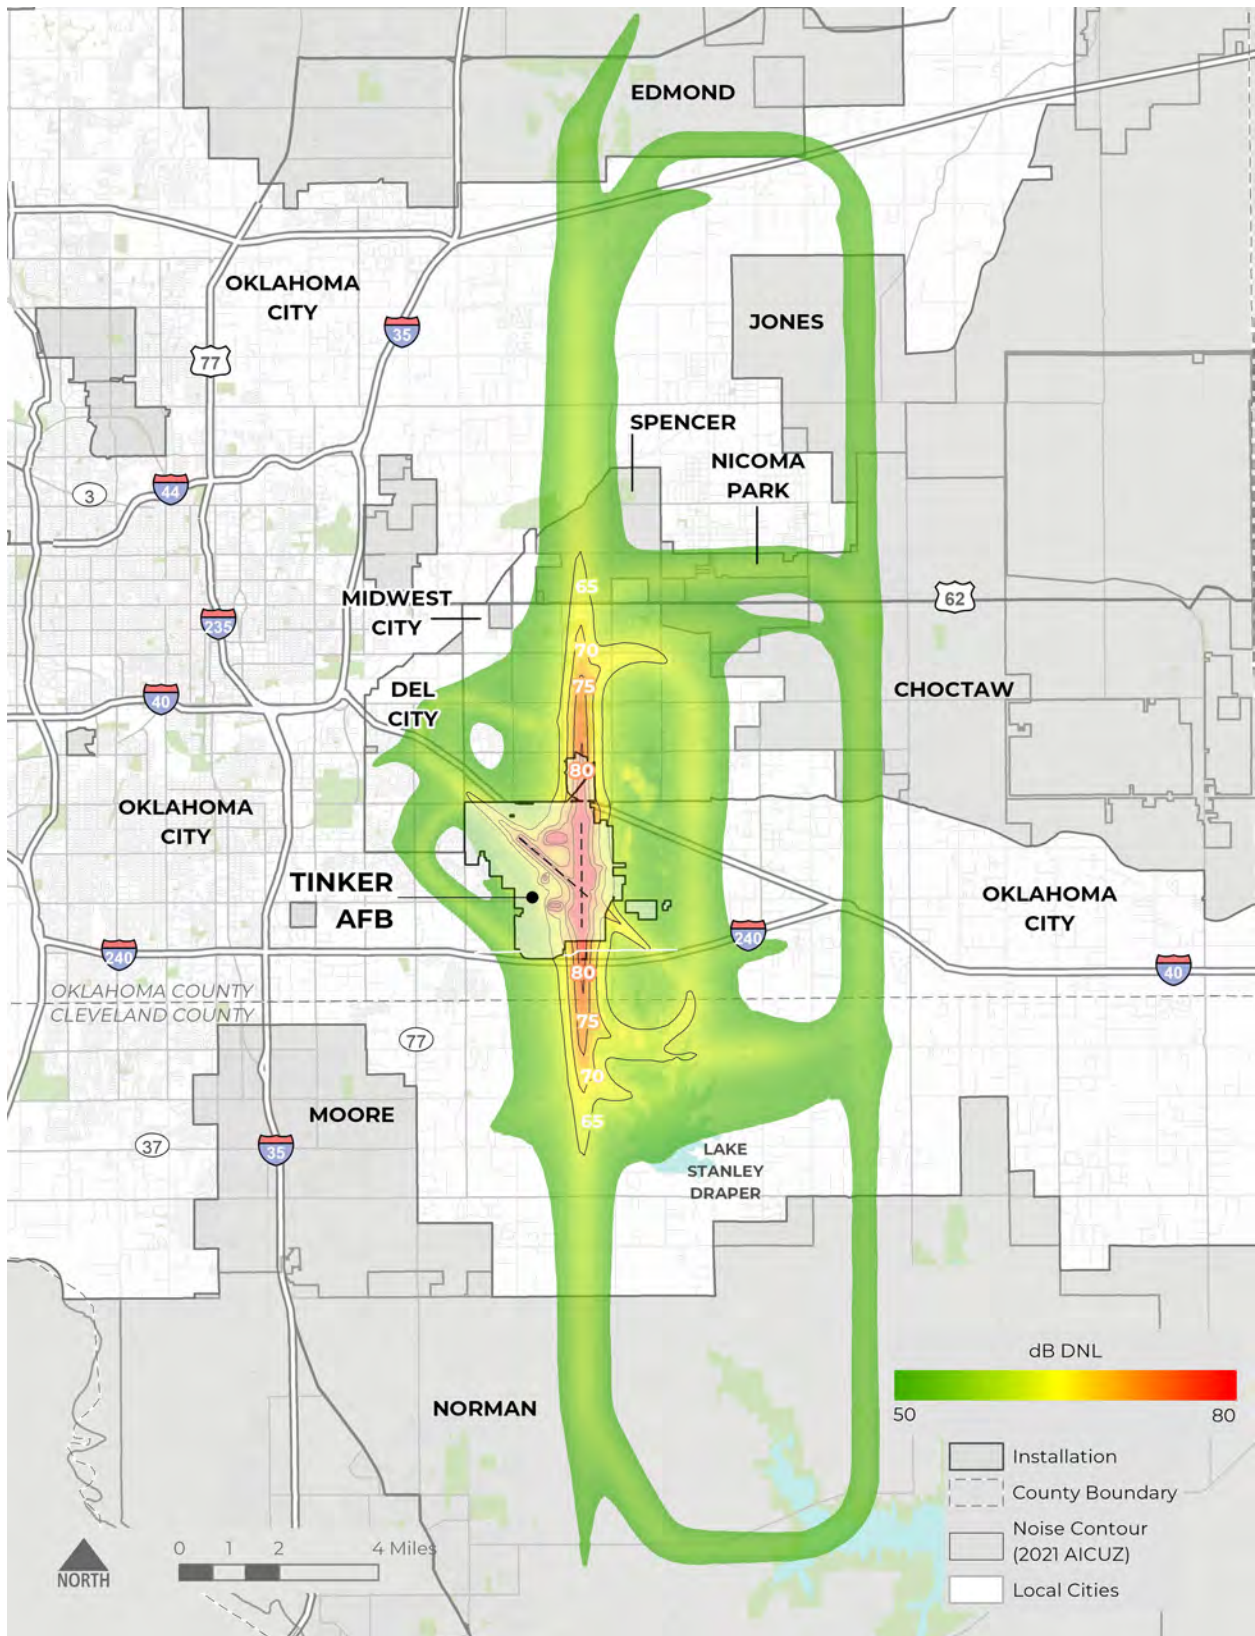 EDMOND
OKLAHOMA
CITY
35
77
JONES
SPENCER
NICOMA
PARK
3
44
65
MIDWEST
CITY
62
235
70
75
DEL
CITY
CHOCTAW
40
80
OKLAHOMA
CITY
TINKER
AFB
OKLAHOMA
CITY
240
240
40
80
OKLAHOMA COUNTY
CLEVELAND COUNTY
75
77
70
MOORE
65
37
35
LAKE
STANLEY
DRAPER
dB DNL
50 80
NORMAN
Installation
County Boundary
Noise Contour
(2021 AICUZ)
Local Cities
0 1 2 4 Miles
NORTH